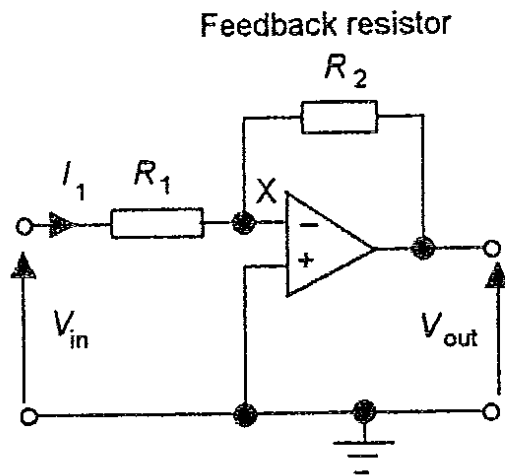 Feedback resistor
R2
I1
R1
X
−
+
Vin
Vout